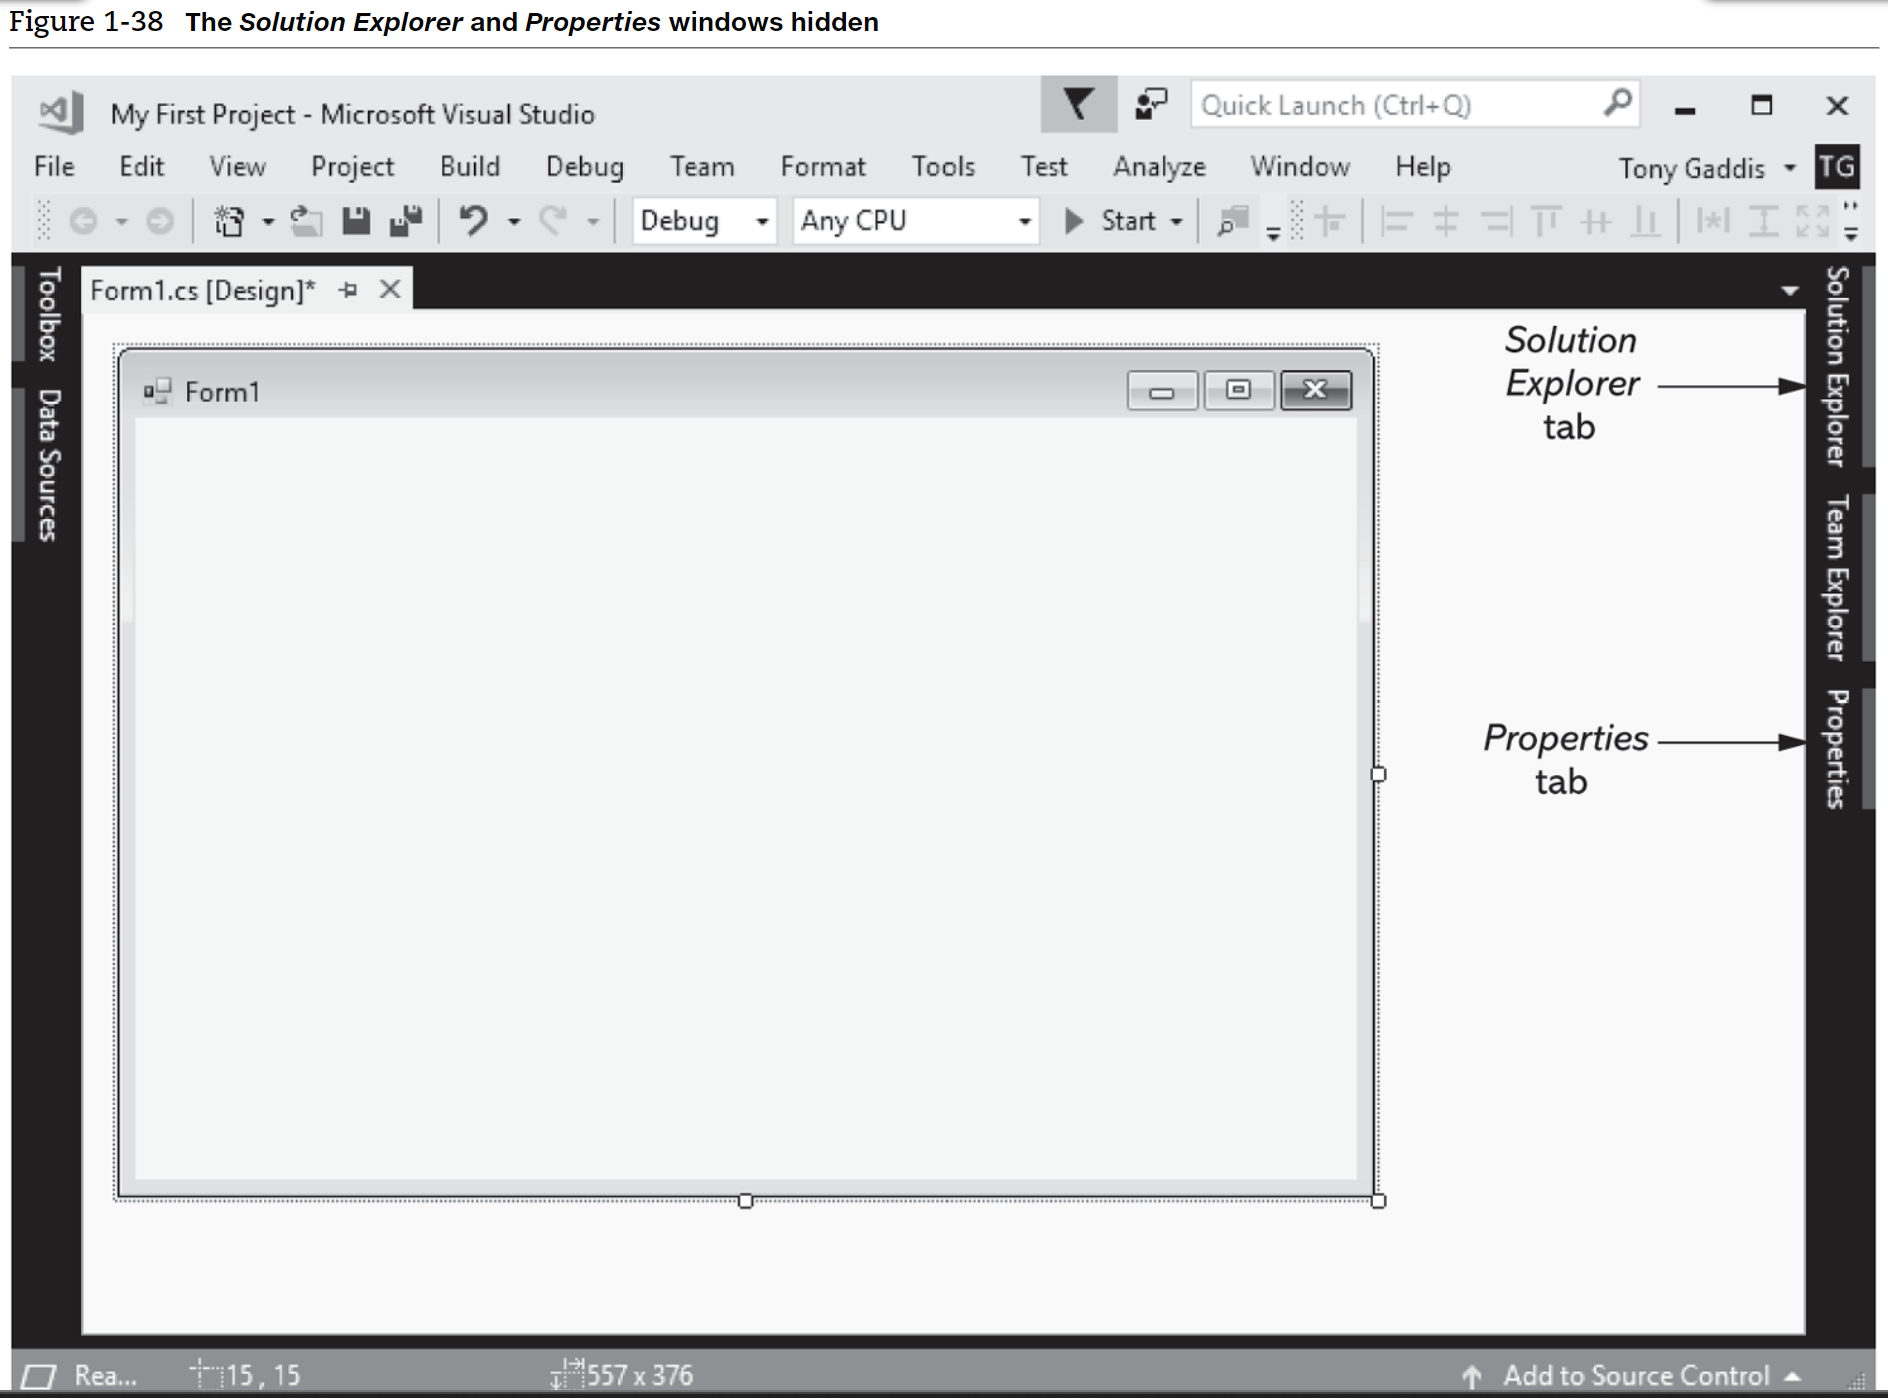 Figure 1-38 The Solution Explorer and Properties windows hidden
My First Project - Microsoft Visual Studio
Quick Launch (Ctrl+Q)
File Edit View Project Build Debug Team Format Tools Test Analyze Window Help
Tony Gaddis TG
Debug Any CPU Start
Toolbox
Data Sources
Form1.cs [Design]*
Form1
Solution
Explorer
tab
Properties
tab
Solution Explorer
Team Explorer
Properties
Rea... 15, 15 557 x 376 Add to Source Control